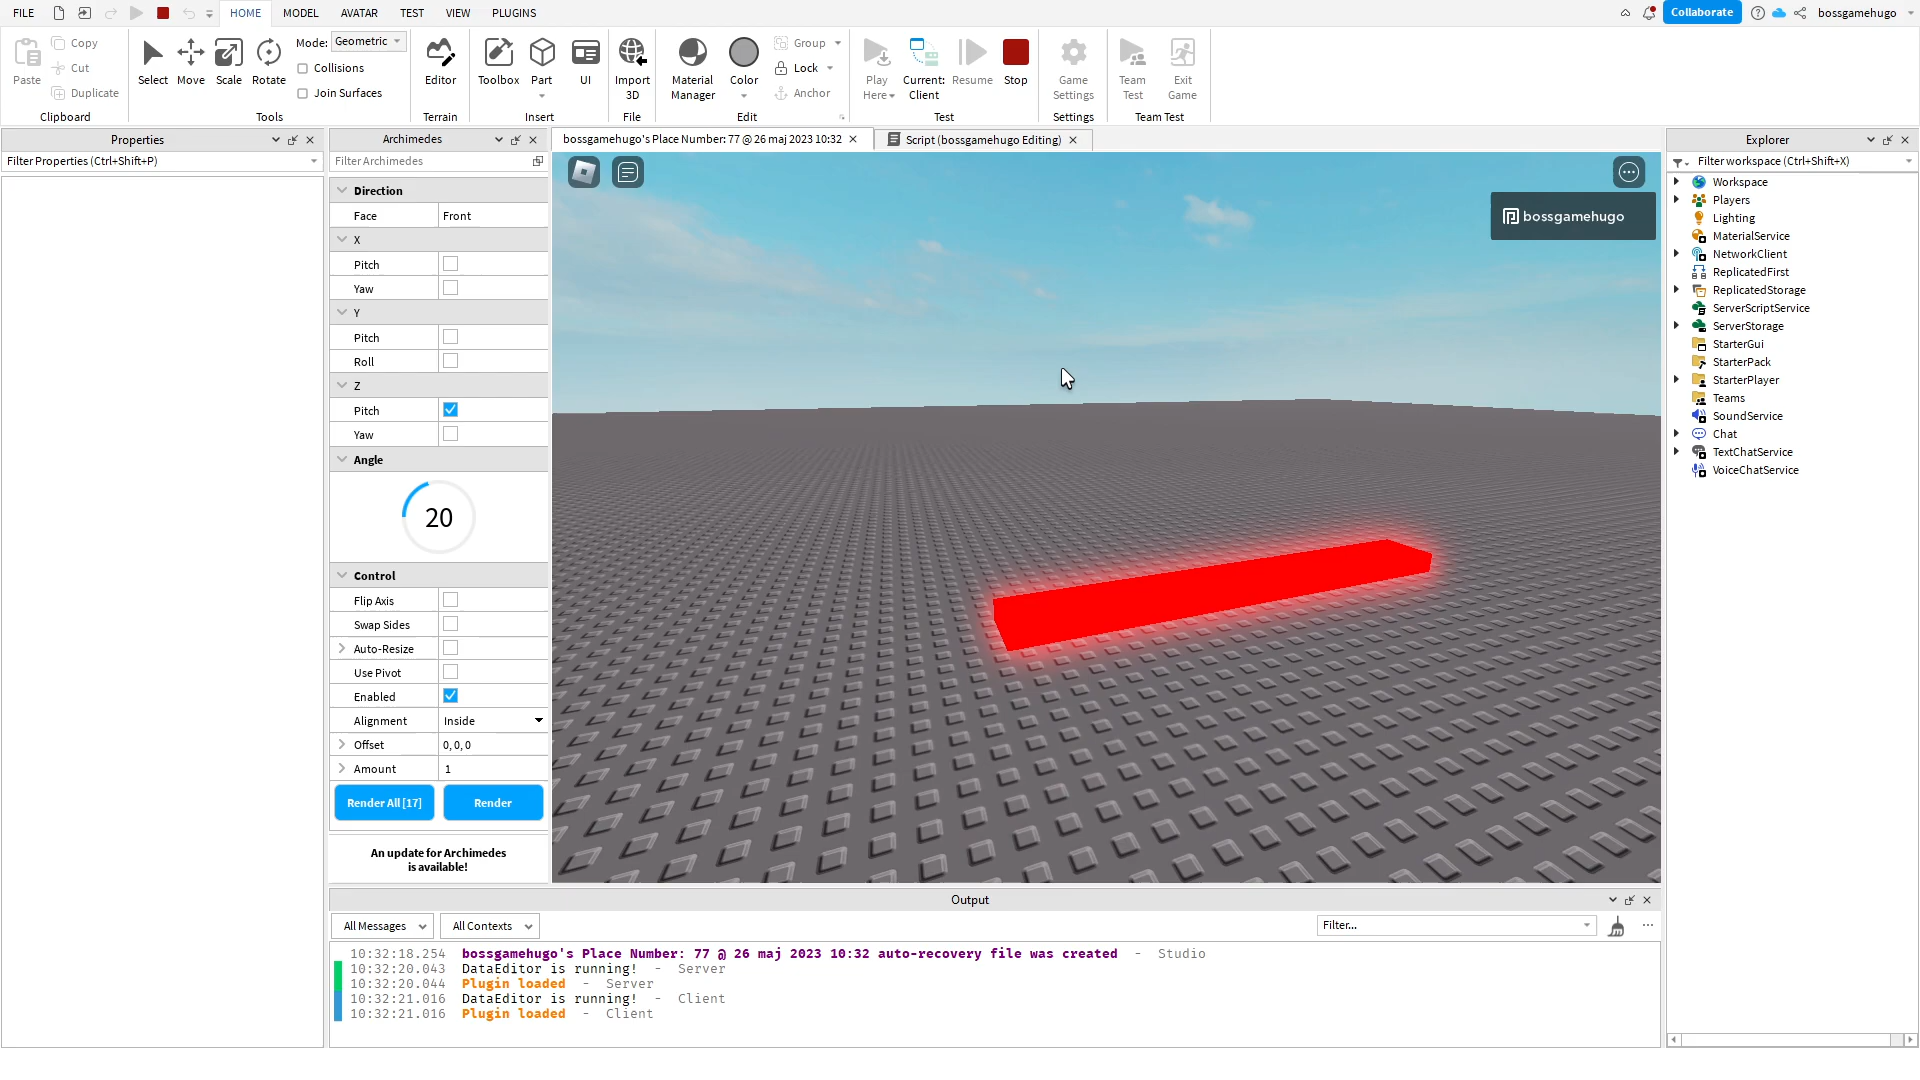 FILE HOME MODEL AVATAR TEST VIEW PLUGINS Collaborate bossgamehugo
Paste Copy Cut Duplicate Clipboard
Select Move Scale Rotate Mode: Geometric Collisions Join Surfaces Tools
Editor Terrain
Toolbox Part UI Insert
Import 3D File
Material Manager Color Group Lock Anchor Edit
Play Here Current: Client Resume Stop Test
Game Settings Settings
Team Test Exit Game Team Test
Properties
Filter Properties (Ctrl+Shift+P)
Archimedes
Filter Archimedes
Direction
Face Front
X
Pitch
Yaw
Y
Pitch
Roll
Z
Pitch
Yaw
Angle
20
Control
Flip Axis
Swap Sides
Auto-Resize
Use Pivot
Enabled
Alignment Inside
Offset 0, 0, 0
Amount 1
Render All [17] Render
An update for Archimedes
is available!
bossgamehugo's Place Number: 77 @ 26 maj 2023 10:32 Script (bossgamehugo Editing)
bossgamehugo
Explorer
Filter workspace (Ctrl+Shift+X)
Workspace
Players
Lighting
MaterialService
NetworkClient
ReplicatedFirst
ReplicatedStorage
ServerScriptService
ServerStorage
StarterGui
StarterPack
StarterPlayer
Teams
SoundService
Chat
TextChatService
VoiceChatService
Output
All Messages All Contexts Filter...
10:32:18.254 bossgamehugo's Place Number: 77 @ 26 maj 2023 10:32 auto-recovery file was created - Studio
10:32:20.043 DataEditor is running! - Server
10:32:20.044 Plugin loaded - Server
10:32:21.016 DataEditor is running! - Client
10:32:21.016 Plugin loaded - Client